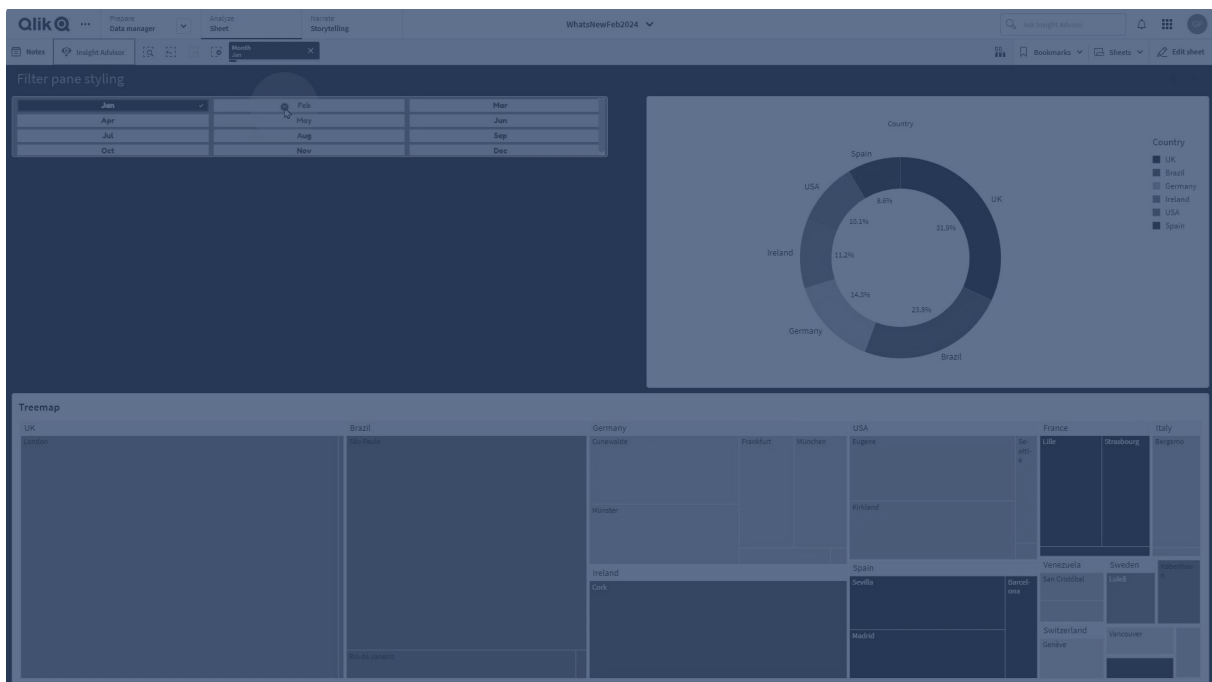 Qlik
Prepare
Data manager
Analyze
Sheet
Narrate
Storytelling
WhatsNewFeb2024
Ask Insight Advisor
Notes
Insight Advisor
Month
Jan
Bookmarks
Sheets
Edit sheet
Filter pane styling
Jan Feb Mar
Apr May Jun
Jul Aug Sep
Oct Nov Dec
Country
Spain
USA
UK
8.6%
10.1%
31.9%
Ireland
11.2%
14.3%
23.9%
Germany
Brazil
Country
UK
Brazil
Germany
Ireland
USA
Spain
Treemap
UK
London
Brazil
São Paulo
Rio de Janeiro
Germany
Cunewalde
Frankfurt
München
Münster
Ireland
Cork
USA
Eugene
Se-
attl-
e
Kirkland
Spain
Sevilla
Barcel-
ona
Madrid
France
Lille
Strasbourg
Italy
Bergamo
Venezuela
San Cristóbal
Sweden
Luleå
Switzerland
Genève
Vancouver